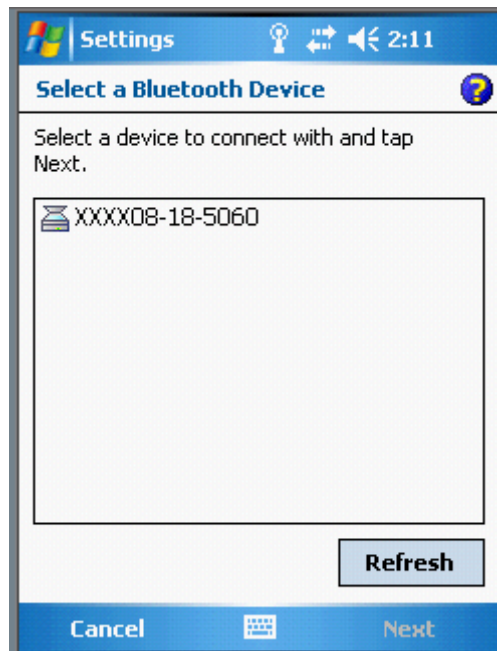 Settings 2:11
Select a Bluetooth Device ?
Select a device to connect with and tap
Next.
XXXX08-18-5060
Refresh
Cancel Next